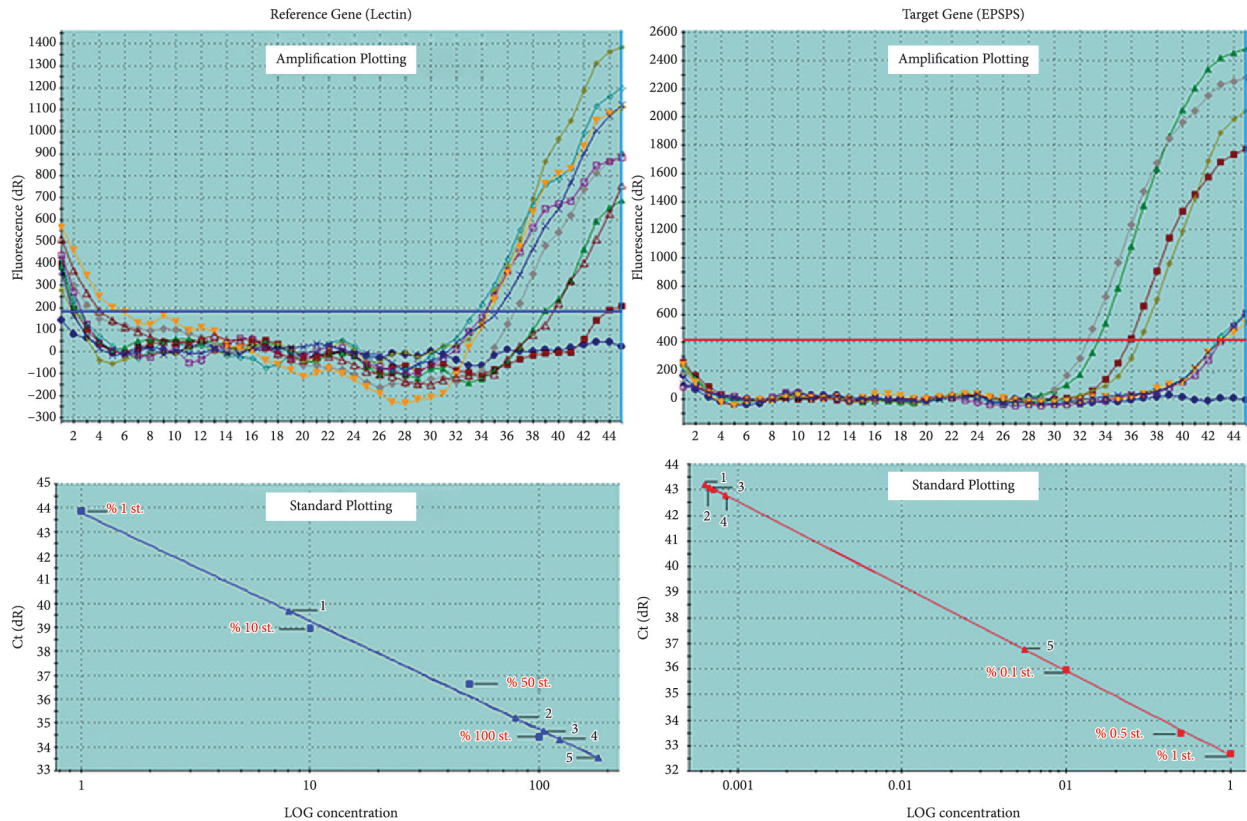 Reference Gene (Lectin)
Amplification Plotting
Fluorescence (dR)
1400
1300
1200
1100
1000
900
800
700
600
500
400
300
200
100
0
−100
−200
−300
2 4 6 8 10 12 14 16 18 20 22 24 26 28 30 32 34 36 38 40 42 44
Target Gene (EPSPS)
Amplification Plotting
Fluorescence (dR)
2600
2400
2200
2000
1800
1600
1400
1200
1000
800
600
400
200
0
2 4 6 8 10 12 14 16 18 20 22 24 26 28 30 32 34 36 38 40 42 44
Standard Plotting
Ct (dR)
45
44
43
42
41
40
39
38
37
36
35
34
33
% 1 st.
1
% 10 st.
% 50 st.
2
3
% 100 st.
4
5
1 10 100
LOG concentration
Standard Plotting
Ct (dR)
43
44
42
41
40
39
38
37
36
35
34
33
32
1
3
2
4
5
% 0.1 st.
% 0.5 st.
% 1 st.
0.001 0.01 01 1
LOG concentration